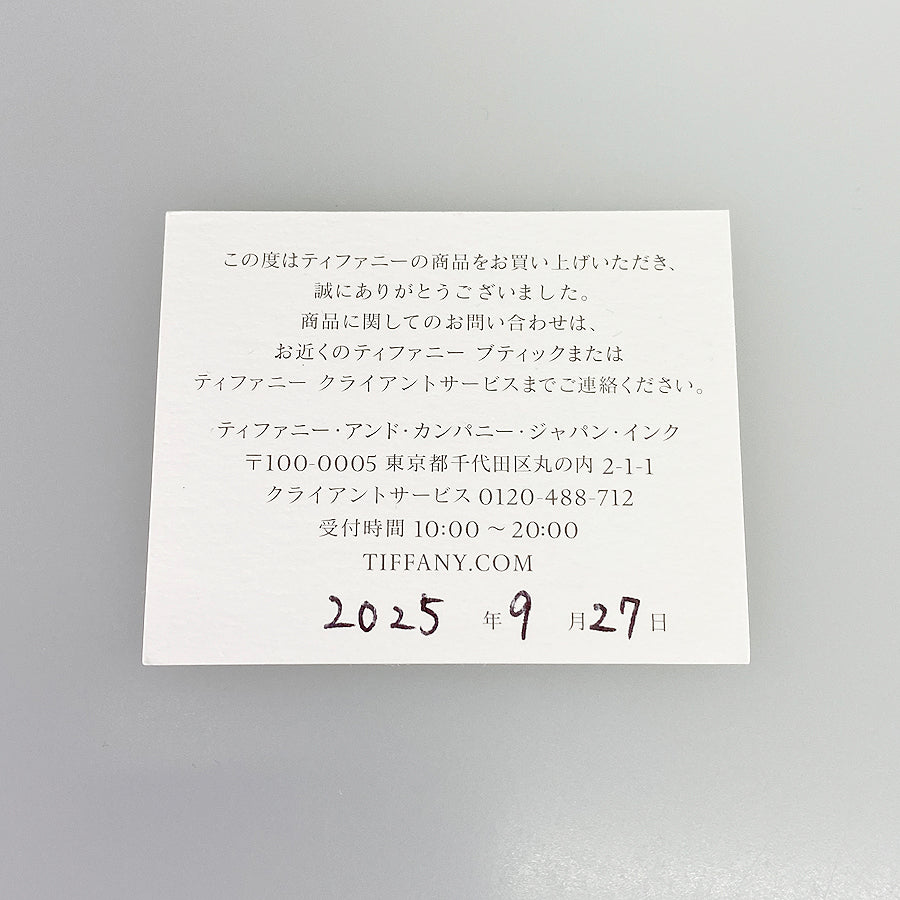 この度はティファニーの商品をお買い上げいただき、
誠にありがとうございました。
商品に関してのお問い合わせは、
お近くのティファニー ブティックまたは
ティファニー クライアントサービスまでご連絡ください。
ティファニー・アンド・カンパニー・ジャパン・インク
〒100-0005 東京都千代田区丸の内 2-1-1
クライアントサービス 0120-488-712
受付時間 10:00 〜 20:00
TIFFANY.COM
2025 年 9 月 27 日